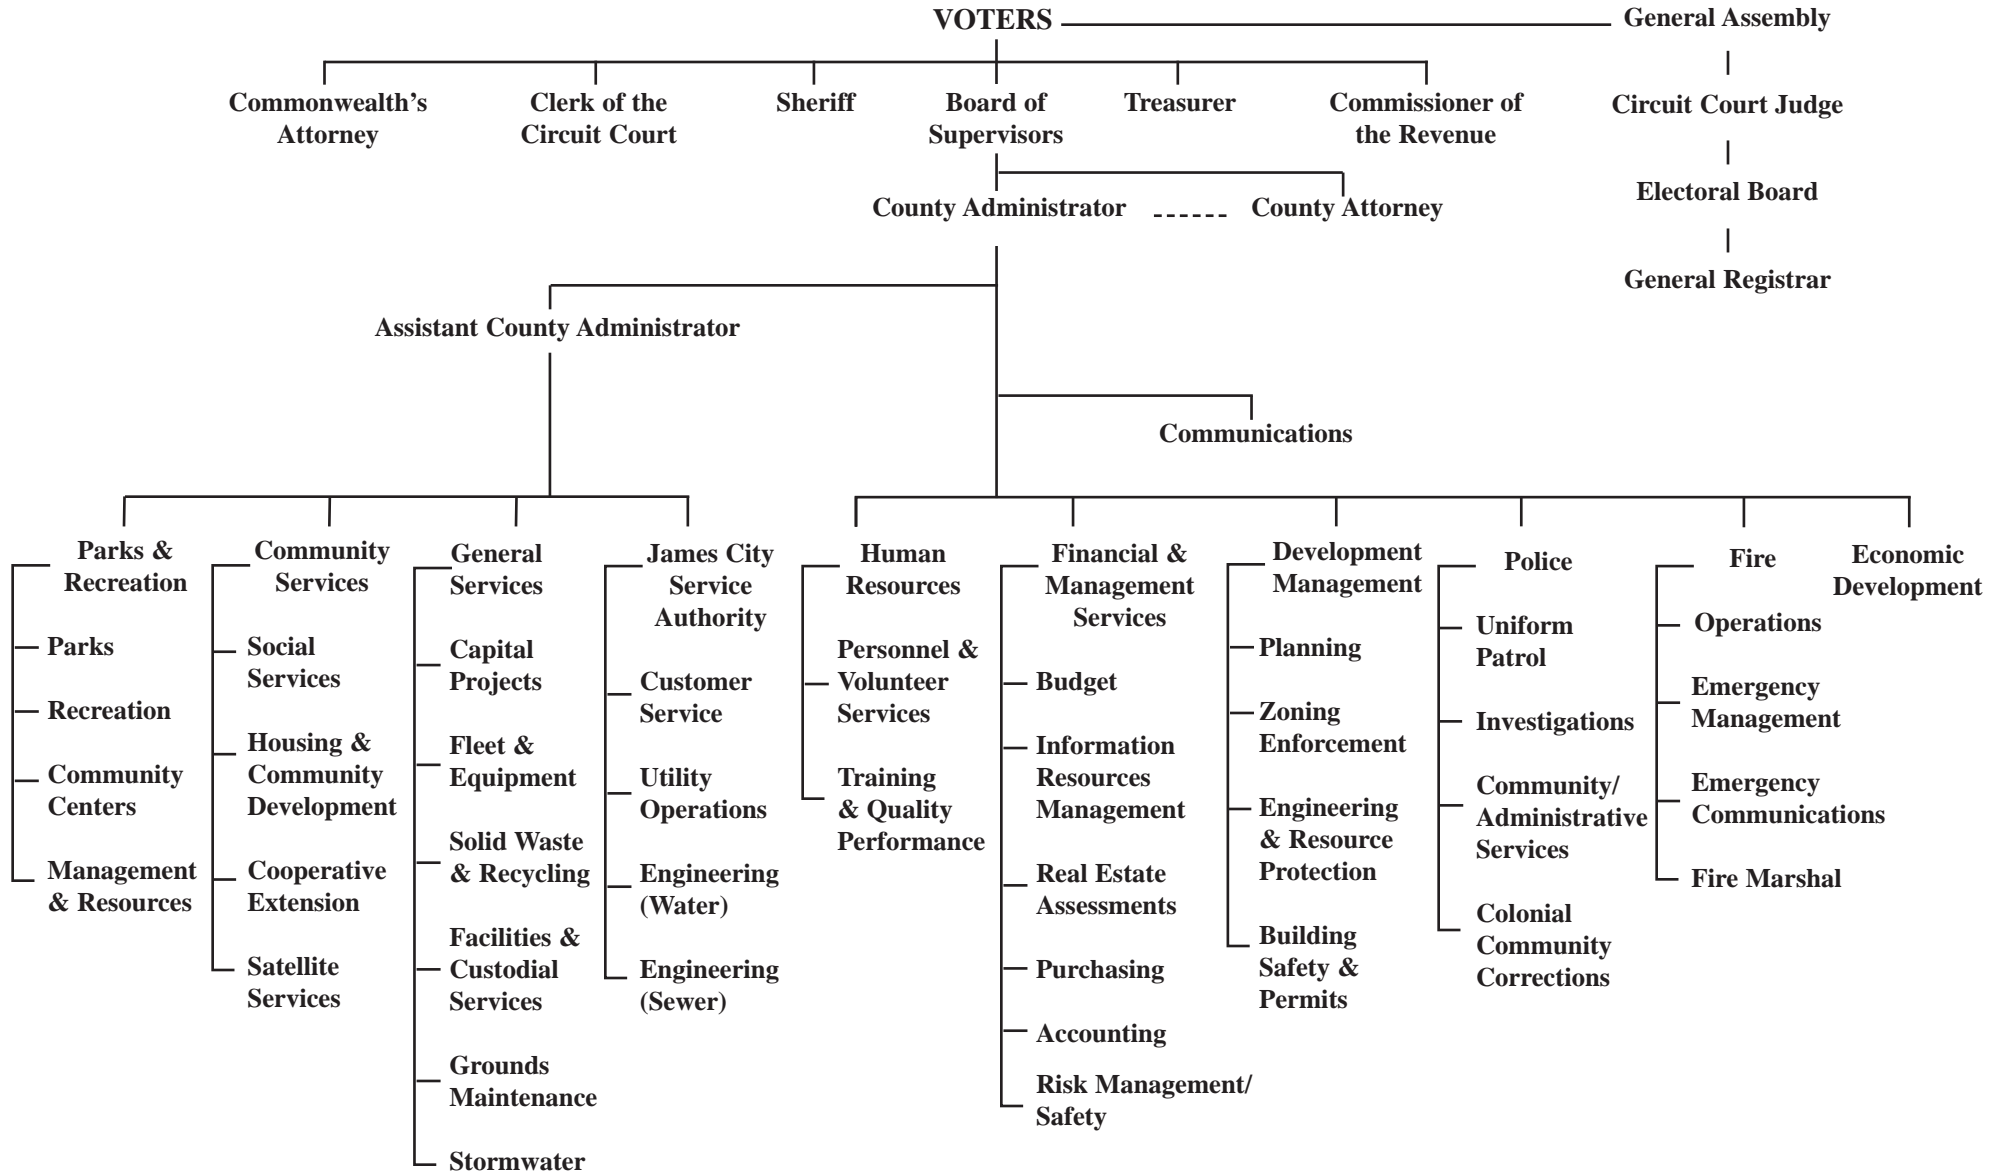 VOTERS
General Assembly
Commonwealth's
Attorney
Clerk of the
Circuit Court
Sheriff
Board of
Supervisors
Treasurer
Commissioner of
the Revenue
Circuit Court Judge
Electoral Board
General Registrar
County Administrator
County Attorney
Assistant County Administrator
Communications
Parks &
Recreation
Parks
Recreation
Community
Centers
Management
& Resources
Community
Services
Social
Services
Housing &
Community
Development
Cooperative
Extension
Satellite
Services
General
Services
Capital
Projects
Fleet &
Equipment
Solid Waste
& Recycling
Facilities &
Custodial
Services
Grounds
Maintenance
Stormwater
James City
Service
Authority
Customer
Service
Utility
Operations
Engineering
(Water)
Engineering
(Sewer)
Human
Resources
Personnel &
Volunteer
Services
Training
& Quality
Performance
Financial &
Management
Services
Budget
Information
Resources
Management
Real Estate
Assessments
Purchasing
Accounting
Risk Management/
Safety
Development
Management
Planning
Zoning
Enforcement
Engineering
& Resource
Protection
Building
Safety &
Permits
Police
Uniform
Patrol
Investigations
Community/
Administrative
Services
Colonial
Community
Corrections
Fire
Operations
Emergency
Management
Emergency
Communications
Fire Marshal
Economic
Development